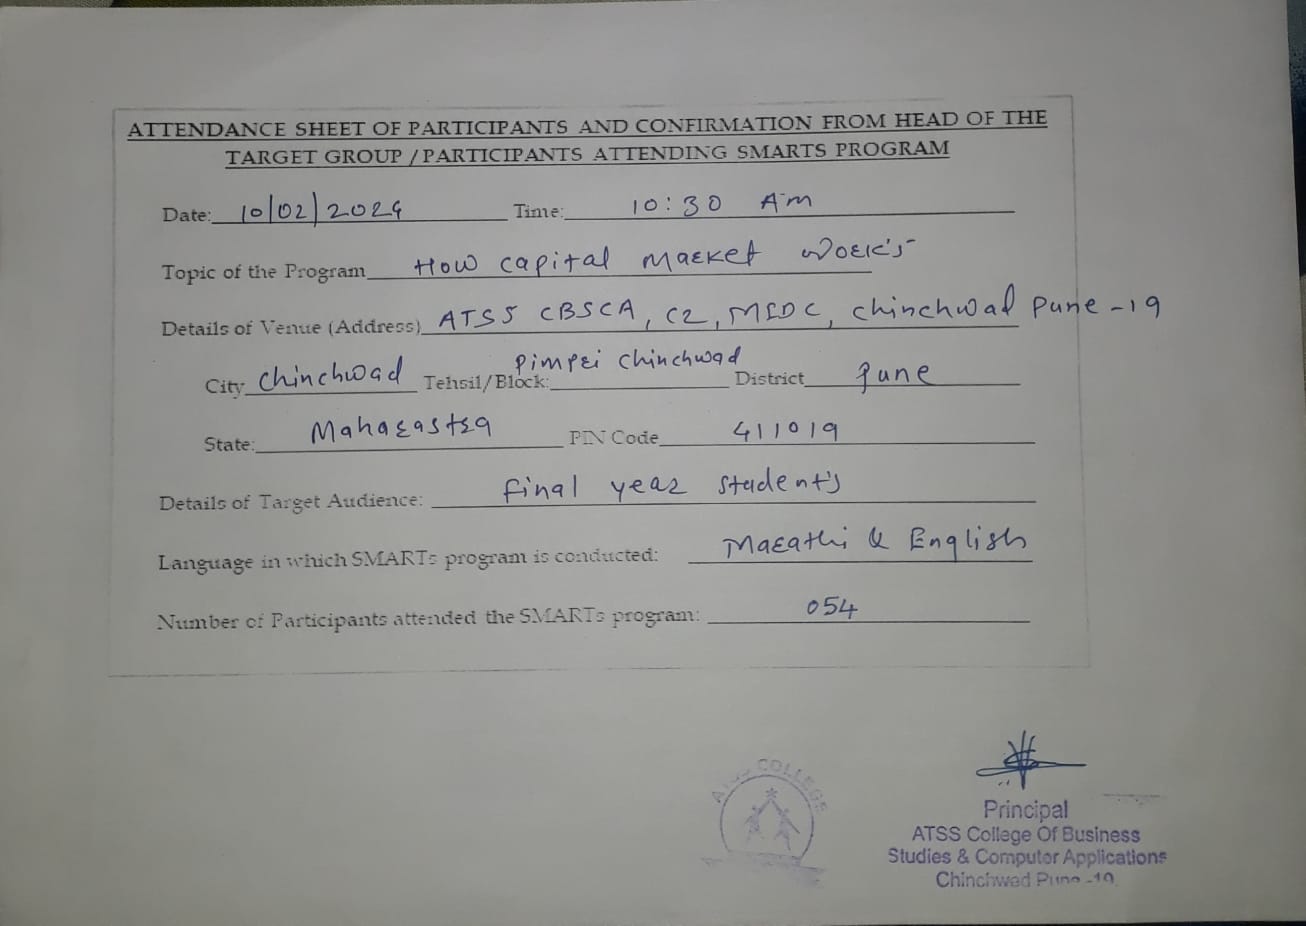 ATTENDANCE SHEET OF PARTICIPANTS AND CONFIRMATION FROM HEAD OF THE
TARGET GROUP / PARTICIPANTS ATTENDING SMARTS PROGRAM
Date: 10/02/2024 Time: 10:30 Am
Topic of the Program How capital Market Work's
Details of Venue (Address) ATSS CBSCA, C2, MIDC, Chinchwad Pune-19
City Chinchwad Tehsil/Block: Pimpri Chinchwad District Pune
State: Maharastra PIN Code 411019
Details of Target Audience: final year student's
Language in which SMARTs program is conducted: Marathi & English
Number of Participants attended the SMARTs program: 054
ATSS COLLEGE
Principal
ATSS College Of Business
Studies & Computer Applications
Chinchwad Pune -19